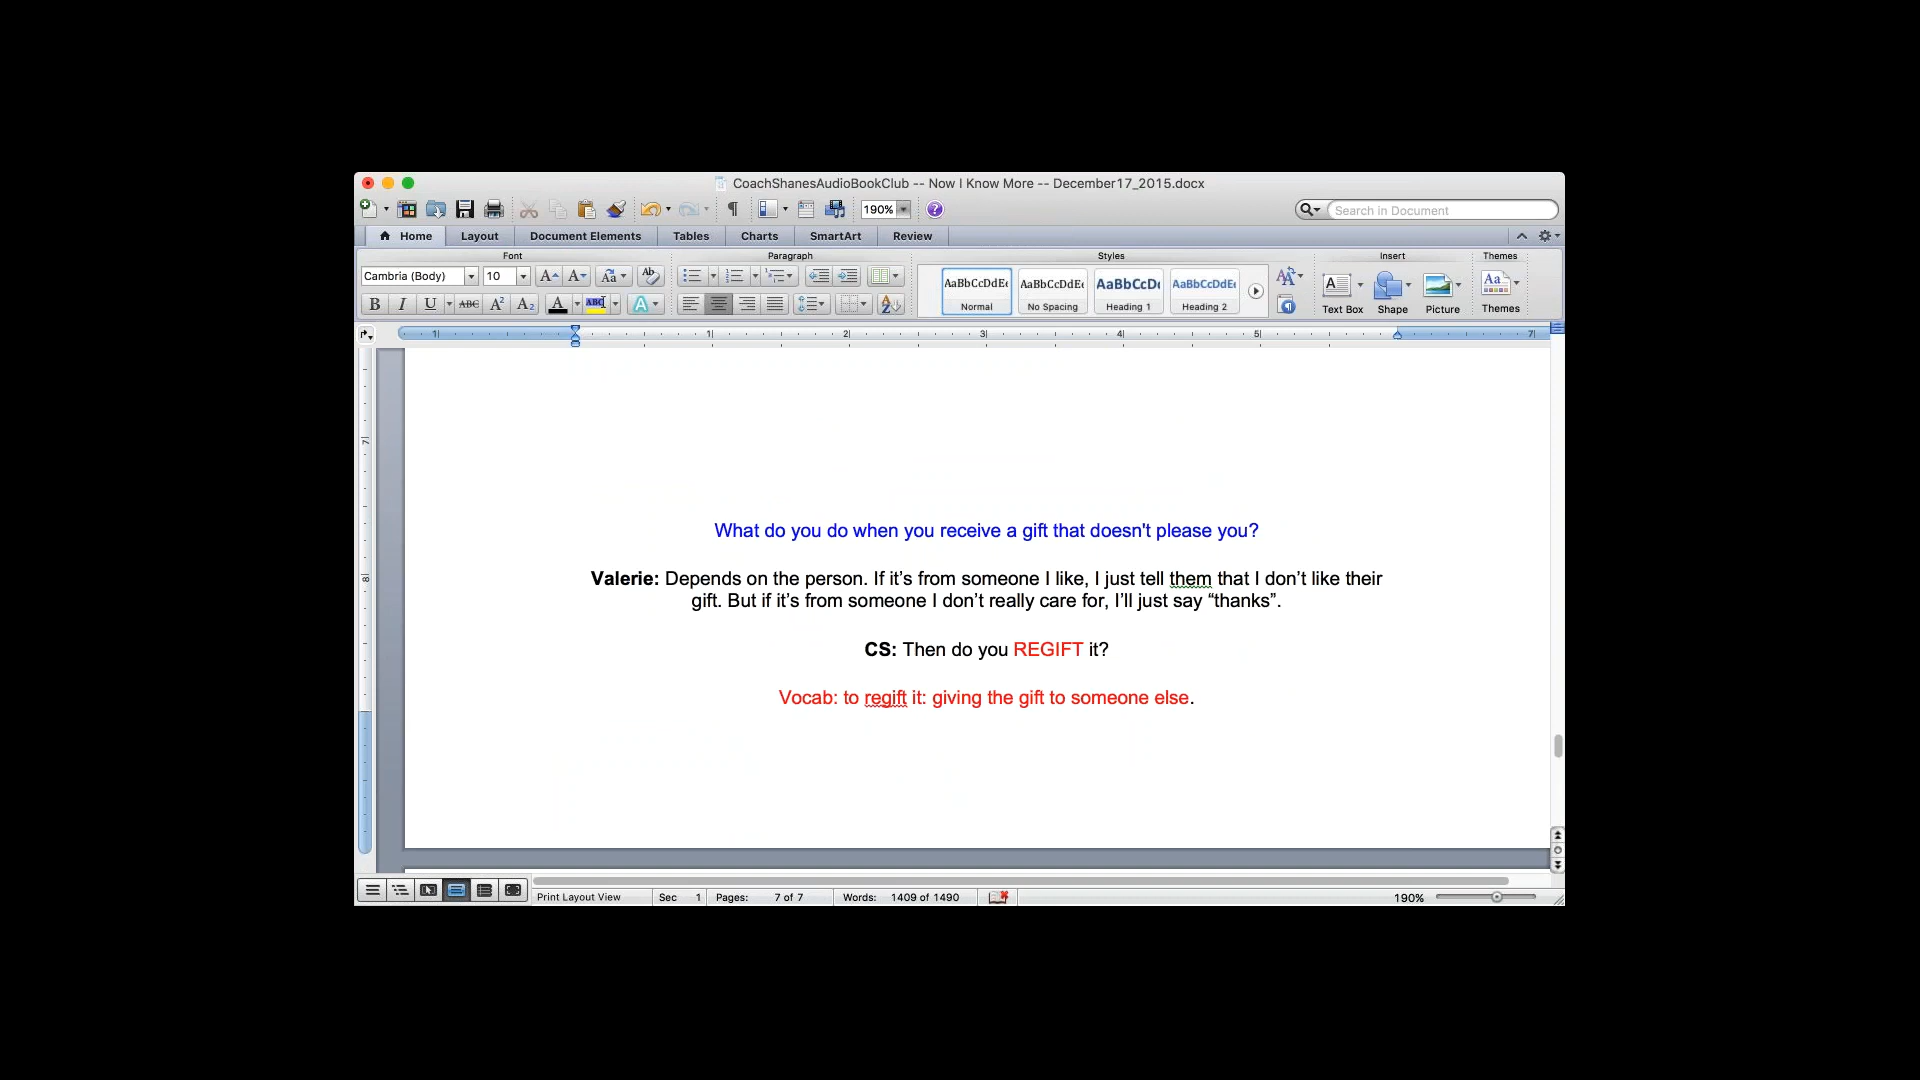 CoachShanesAudioBookClub -- Now I Know More -- December17_2015.docx
190%
Search in Document
Home Layout Document Elements Tables Charts SmartArt Review
Font Paragraph Styles Insert Themes
Cambria (Body) 10
AaBbCcDdEe AaBbCcDdEe AaBbCcDd AaBbCcDdEe
Normal No Spacing Heading 1 Heading 2
Text Box Shape Picture Themes
What do you do when you receive a gift that doesn't please you?
Valerie: Depends on the person. If it’s from someone I like, I just tell them that I don’t like their
gift. But if it’s from someone I don’t really care for, I’ll just say “thanks”.
CS: Then do you REGIFT it?
Vocab: to regift it: giving the gift to someone else.
Print Layout View Sec 1 Pages: 7 of 7 Words: 1409 of 1490 190%